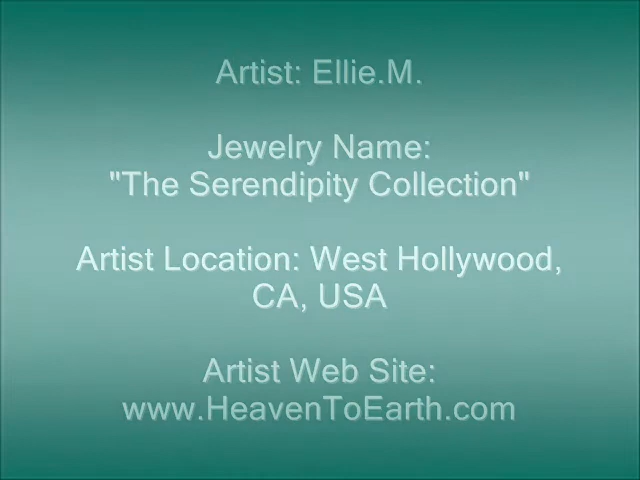 Artist: Ellie.M.
Jewelry Name:
"The Serendipity Collection"
Artist Location: West Hollywood,
CA, USA
Artist Web Site:
www.HeavenToEarth.com